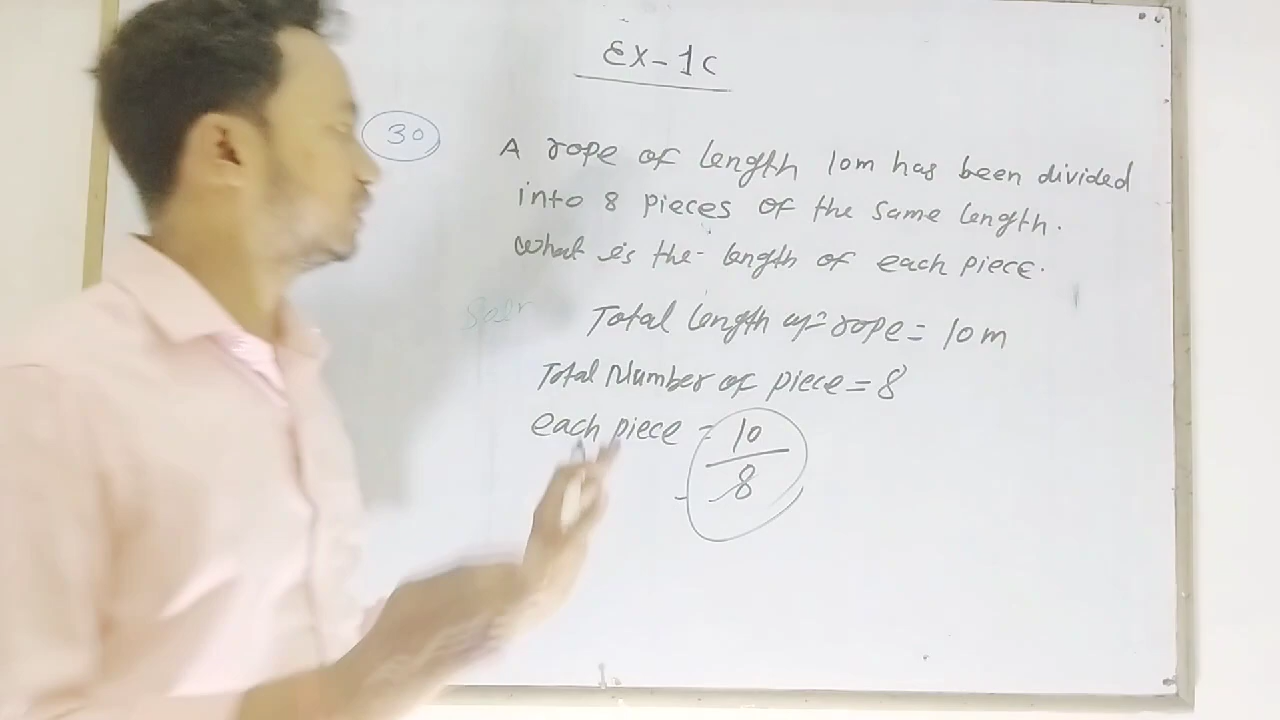 Ex-1c
30
A rope of length 10m has been divided
into 8 pieces of the same length.
what is the length of each piece.
Soln
Total length of rope = 10m
Total Number of piece = 8
each piece = 10/8